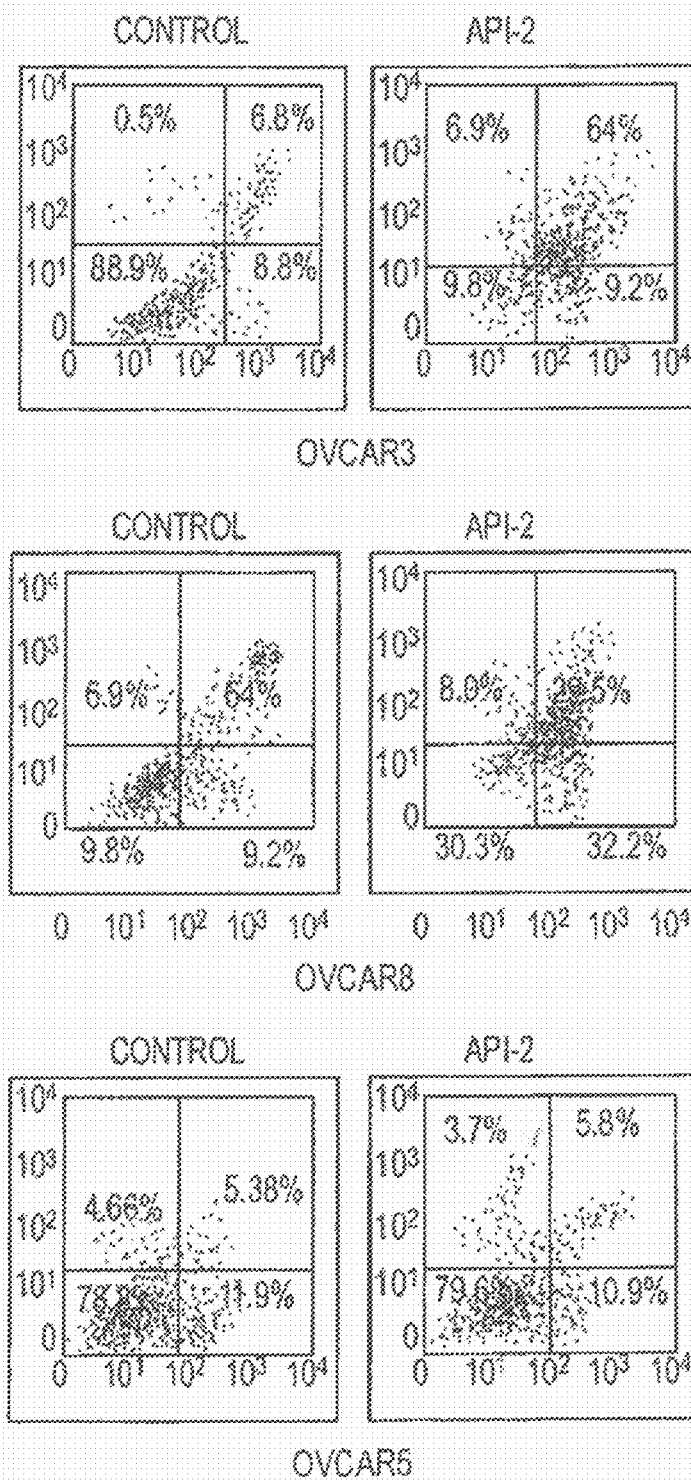 CONTROL API-2
10⁴ 0.5% 6.8% 10⁴ 6.9% 64%
10³ 10³
10² 10²
10¹ 88.9% 8.8% 10¹ 9.8% 9.2%
0 0
0 10¹ 10² 10³ 10⁴ 0 10¹ 10² 10³ 10⁴
OVCAR3
CONTROL API-2
10⁴ 10⁴
10³ 10³
6.9% 64% 8.9%
10² 10²
10¹ 10¹
0 0
9.8% 9.2% 30.3% 32.2%
0 10¹ 10² 10³ 10⁴ 0 10¹ 10² 10³ 10⁴
OVCAR8
CONTROL API-2
10⁴ 10⁴ 3.7% 5.8%
10³ 10³
4.66% 5.38%
10² 10²
10¹ 11.9% 10¹ 79.6% 10.9%
0 0
0 10¹ 10² 10³ 10⁴ 0 10¹ 10² 10³ 10⁴
OVCAR5